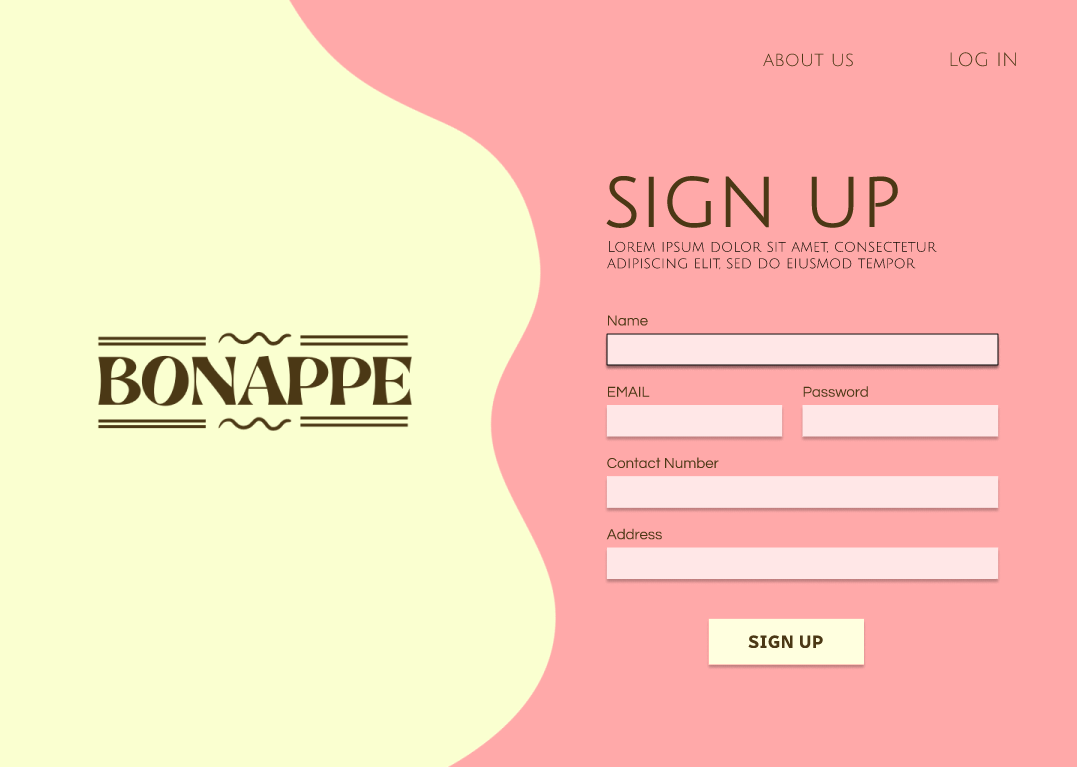 ABOUT US
LOG IN
SIGN UP
LOREM IPSUM DOLOR SIT AMET, CONSECTETUR
ADIPISCING ELIT, SED DO EIUSMOD TEMPOR
Name
BONAPPE
EMAIL
Password
Contact Number
Address
SIGN UP